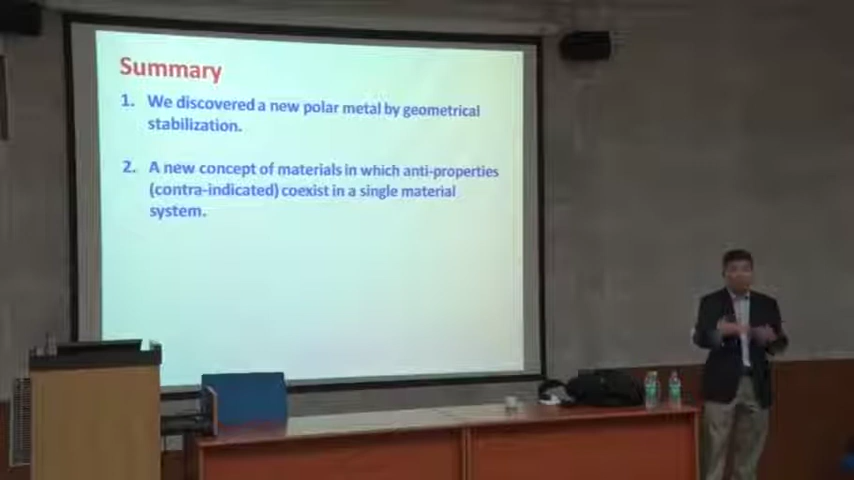 Summary
1. We discovered a new polar metal by geometrical
stabilization.
2. A new concept of materials in which anti-properties
(contra-indicated) coexist in a single material
system.